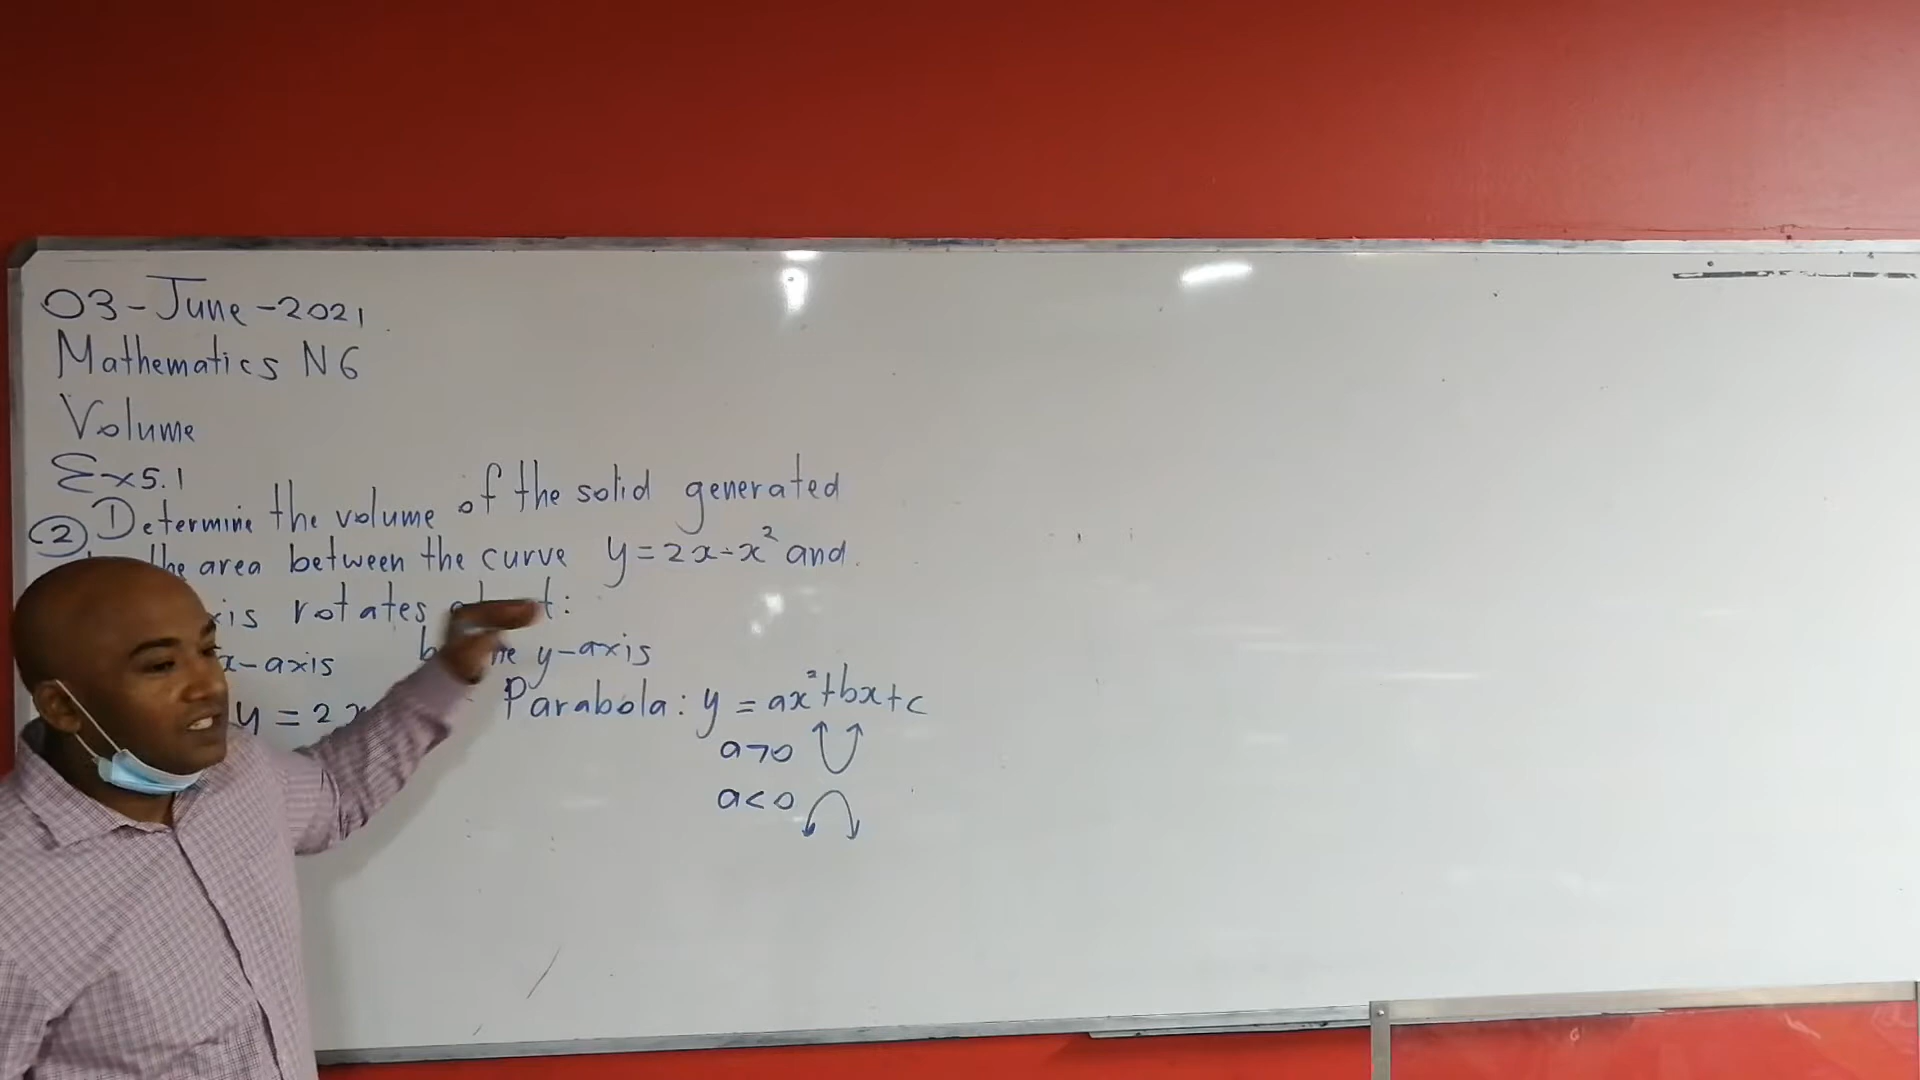 03-June-2021
Mathematics N6
Volume
Ex5.1
② Determine the volume of the solid generated
the area between the curve y=2x-x² and
rotates
x-axis
y-axis
y = 2x
Parabola: y = ax²+bx+c
a>0
a<0